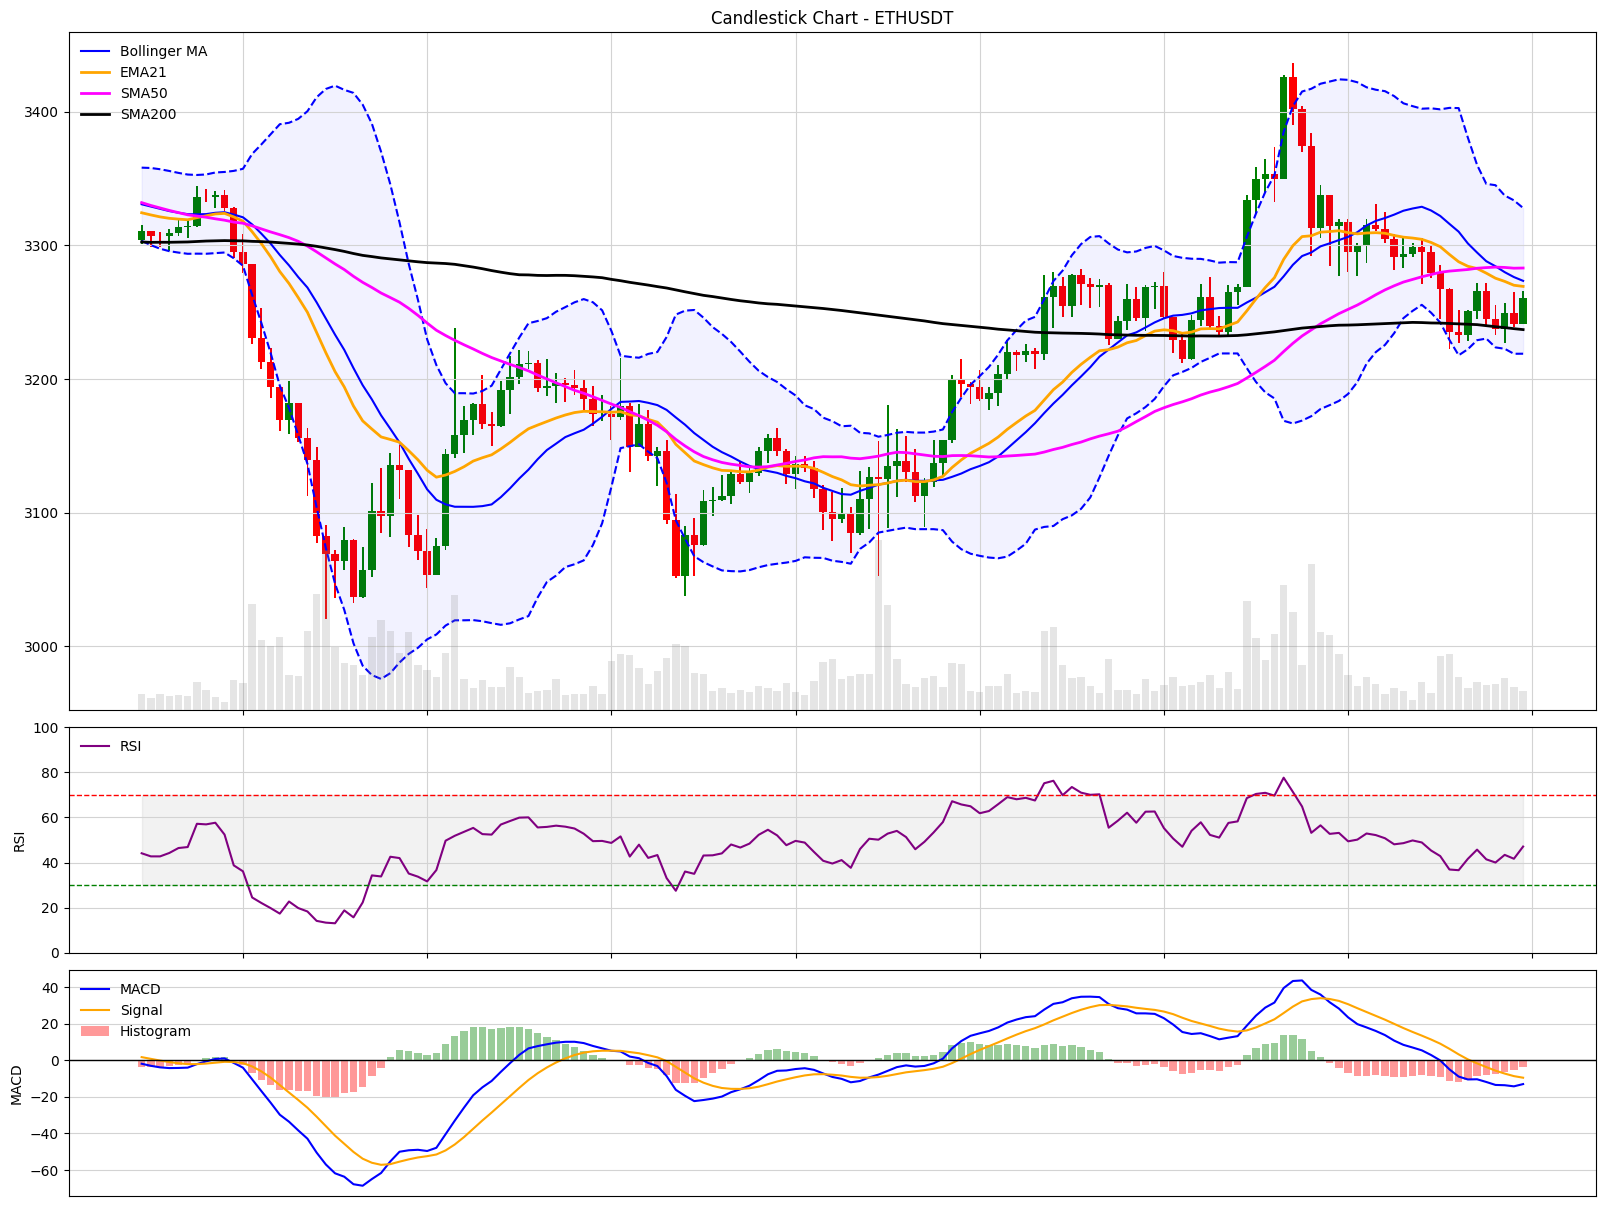 Candlestick Chart - ETHUSDT
Bollinger MA
EMA21
SMA50
SMA200
3400
3300
3200
3100
3000
RSI
100
80
60
40
20
0
RSI
MACD
Signal
Histogram
40
20
0
−20
−40
−60
MACD